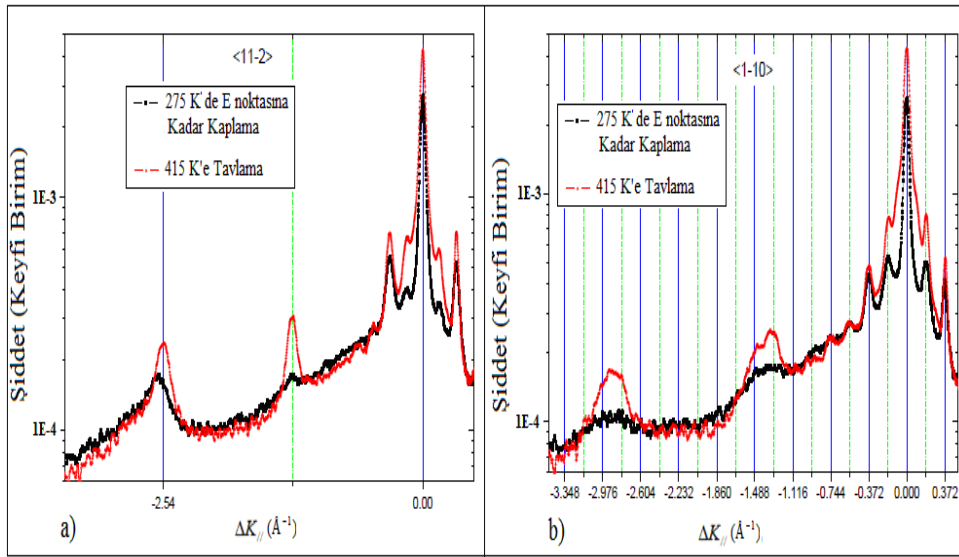 <11-2>
275 K'de E noktasına
Kadar Kaplama
415 K'e Tavlama
Şiddet (Keyfi Birim)
1E-3
1E-4
-2.54
0.00
ΔK// (Å⁻¹)
a)
<1-10>
275 K'de E noktasına
Kadar Kaplama
415 K'e Tavlama
Şiddet (Keyfi Birim)
1E-3
1E-4
-3.348 -2.976 -2.604 -2.232 -1.860 -1.488 -1.116 -0.744 -0.372 0.000 0.372
ΔK// (Å⁻¹)
b)